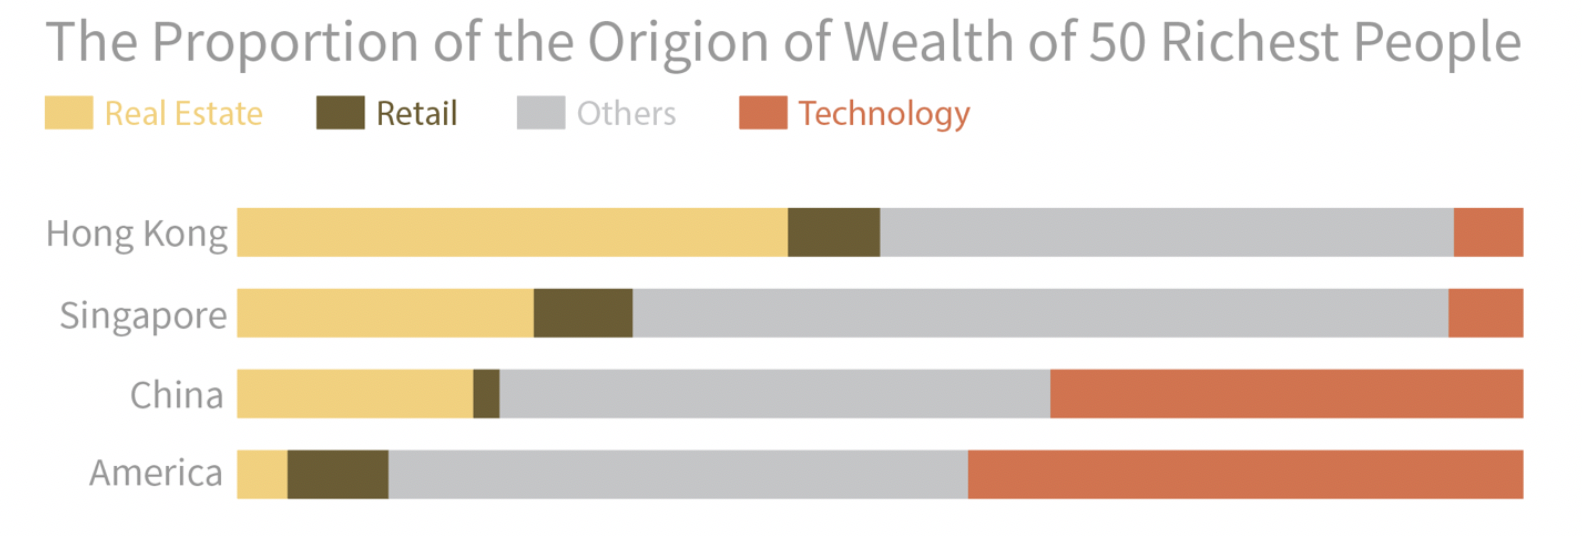 The Proportion of the Origion of Wealth of 50 Richest People
Real Estate Retail Others Technology
Hong Kong
Singapore
China
America